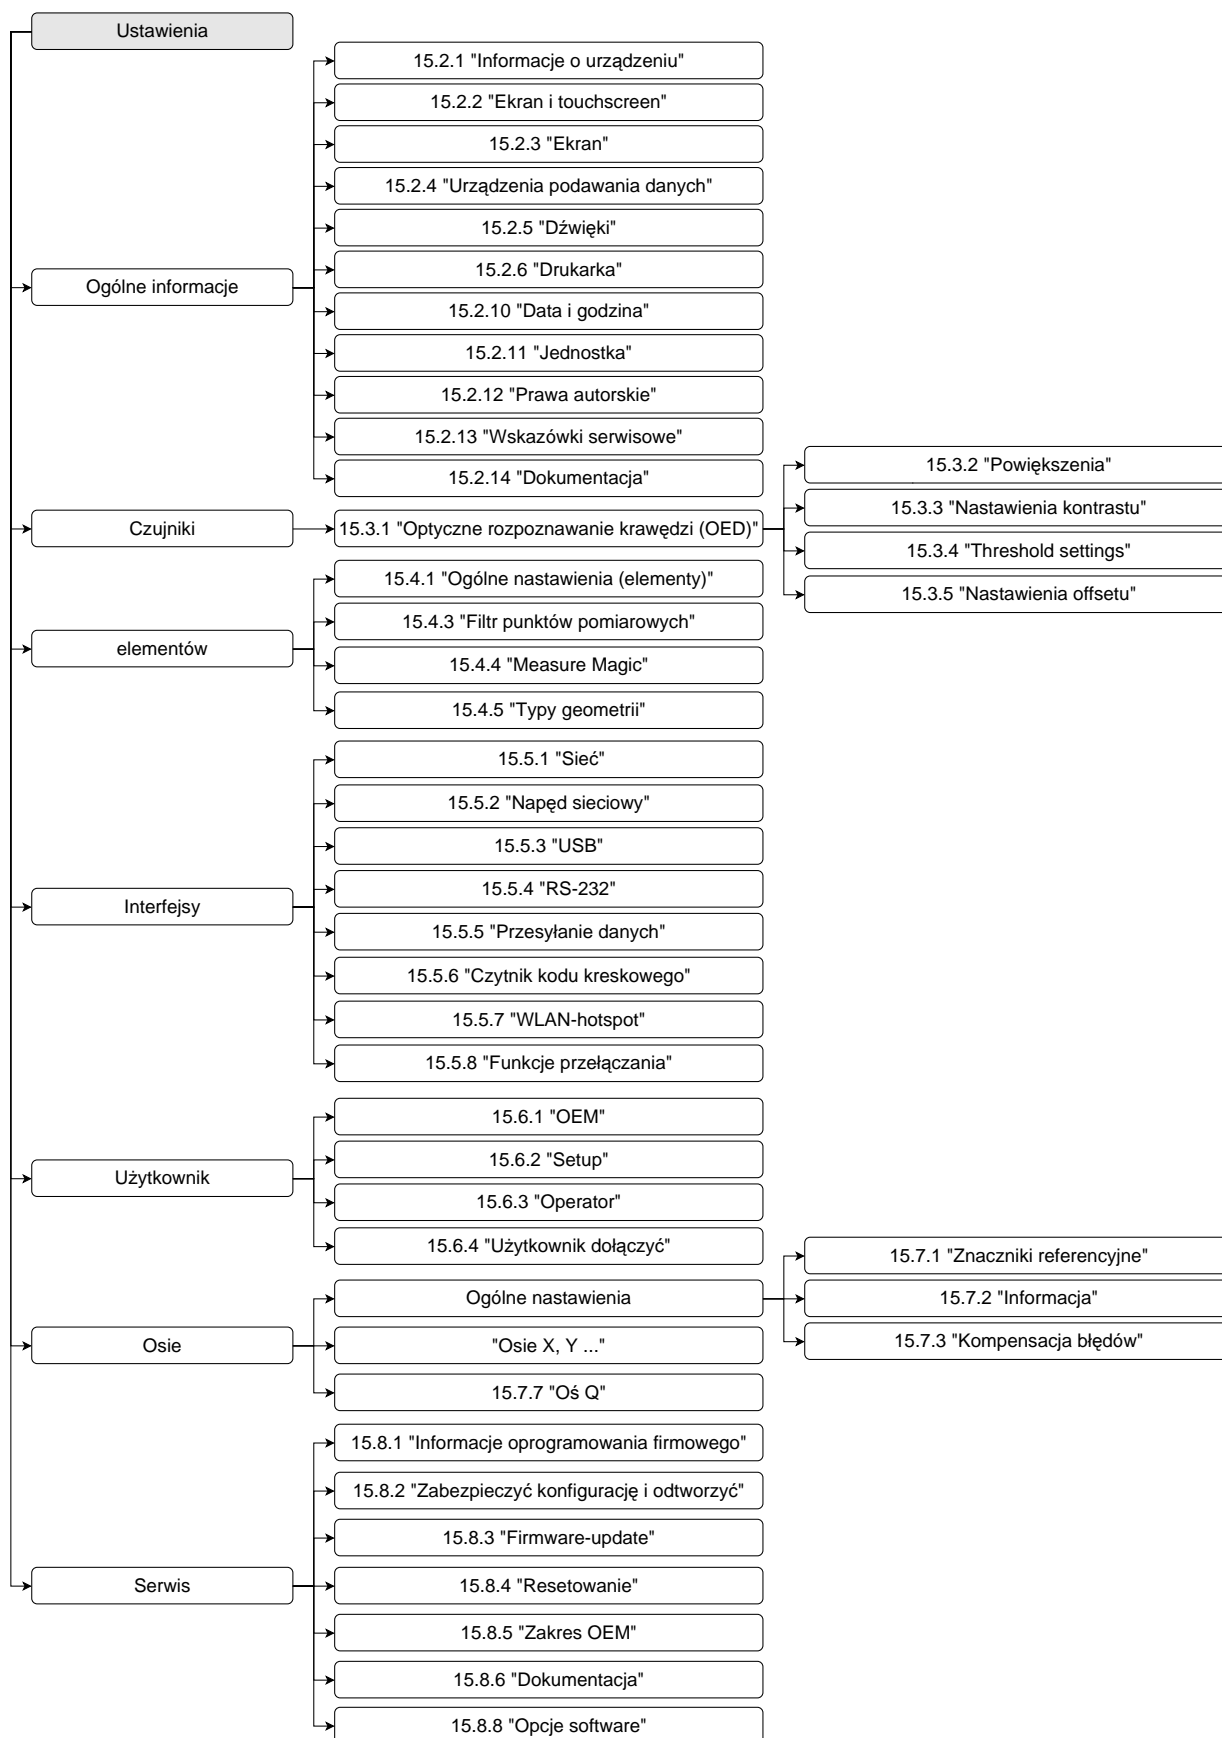 Ustawienia
15.2.1 "Informacje o urządzeniu"
15.2.2 "Ekran i touchscreen"
15.2.3 "Ekran"
15.2.4 "Urządzenia podawania danych"
15.2.5 "Dźwięki"
15.2.6 "Drukarka"
Ogólne informacje
15.2.10 "Data i godzina"
15.2.11 "Jednostka"
15.2.12 "Prawa autorskie"
15.2.13 "Wskazówki serwisowe"
15.2.14 "Dokumentacja"
Czujniki
15.3.1 "Optyczne rozpoznawanie krawędzi (OED)"
15.3.2 "Powiększenia"
15.3.3 "Nastawienia kontrastu"
15.3.4 "Threshold settings"
15.3.5 "Nastawienia offsetu"
elementów
15.4.1 "Ogólne nastawienia (elementy)"
15.4.3 "Filtr punktów pomiarowych"
15.4.4 "Measure Magic"
15.4.5 "Typy geometrii"
Interfejsy
15.5.1 "Sieć"
15.5.2 "Napęd sieciowy"
15.5.3 "USB"
15.5.4 "RS-232"
15.5.5 "Przesyłanie danych"
15.5.6 "Czytnik kodu kreskowego"
15.5.7 "WLAN-hotspot"
15.5.8 "Funkcje przełączania"
Użytkownik
15.6.1 "OEM"
15.6.2 "Setup"
15.6.3 "Operator"
15.6.4 "Użytkownik dołączyć"
Osie
Ogólne nastawienia
15.7.1 "Znaczniki referencyjne"
15.7.2 "Informacja"
15.7.3 "Kompensacja błędów"
"Osie X, Y ..."
15.7.7 "Oś Q"
Serwis
15.8.1 "Informacje oprogramowania firmowego"
15.8.2 "Zabezpieczyć konfigurację i odtworzyć"
15.8.3 "Firmware-update"
15.8.4 "Resetowanie"
15.8.5 "Zakres OEM"
15.8.6 "Dokumentacja"
15.8.8 "Opcje software"